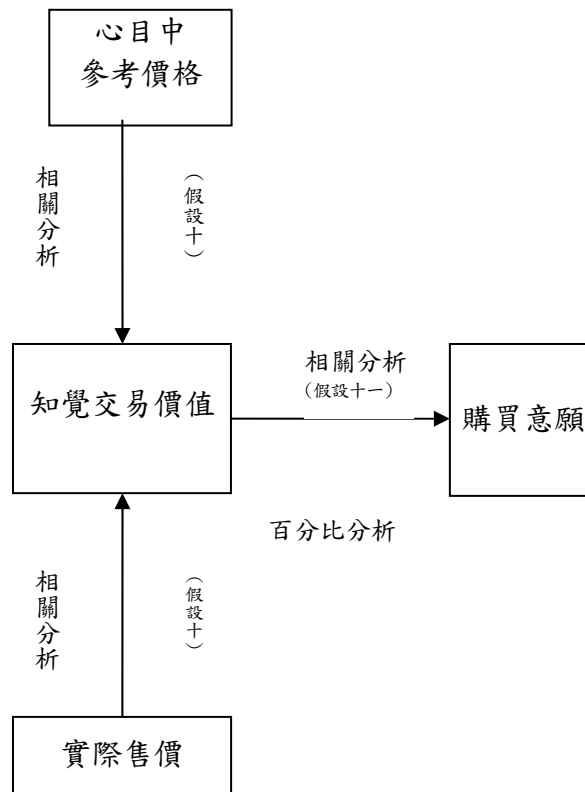 心目中
參考價格
相關分析
（假設十）
知覺交易價值
相關分析
（假設十一）
購買意願
百分比分析
相關分析
（假設十）
實際售價